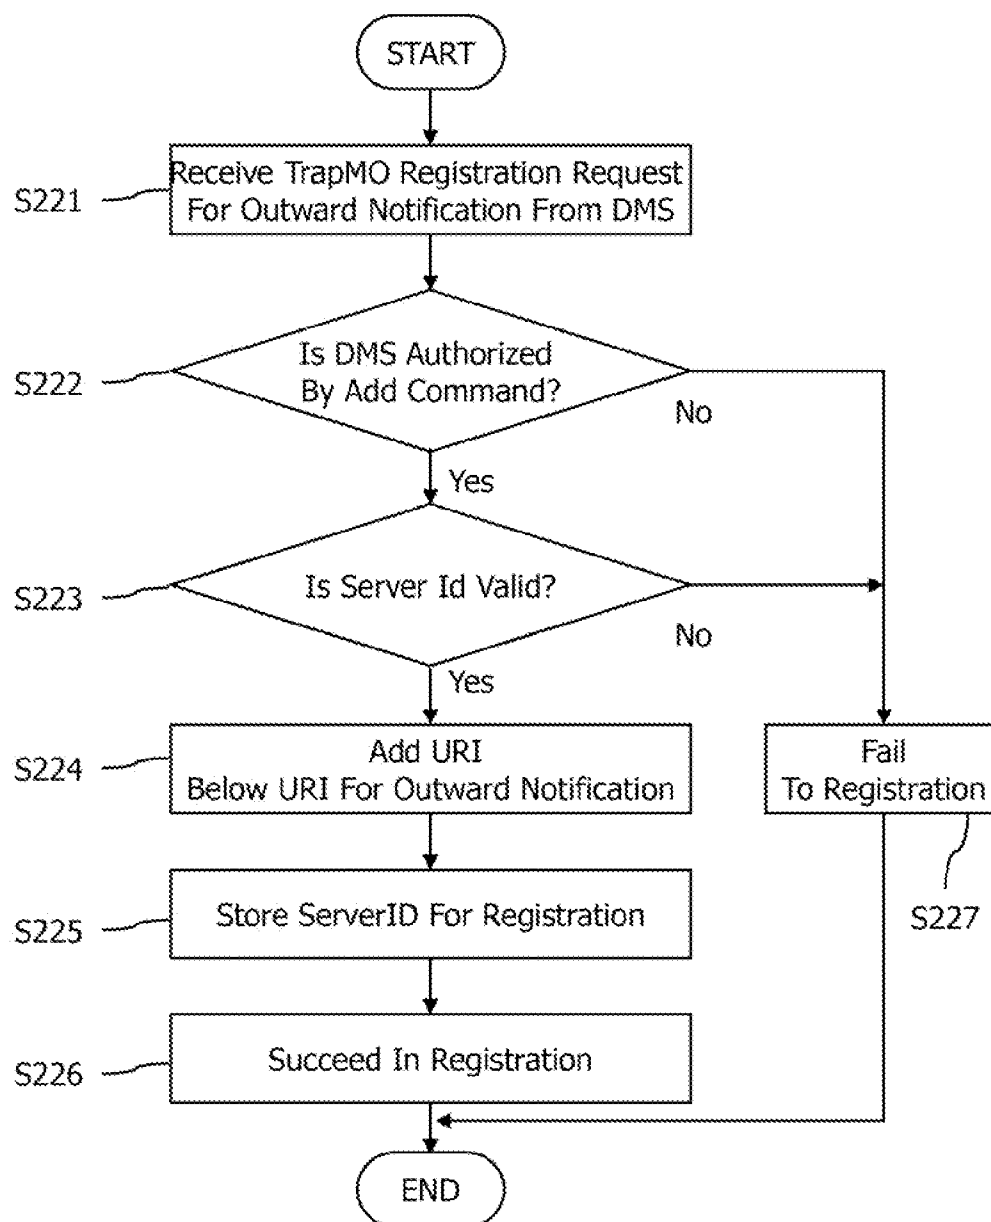 START
S221
Receive TrapMO Registration Request
For Outward Notification From DMS
S222
Is DMS Authorized
By Add Command?
No
Yes
S223
Is Server Id Valid?
No
Yes
S224
Add URI
Below URI For Outward Notification
Fail
To Registration
S225
Store ServerID For Registration
S227
S226
Succeed In Registration
END